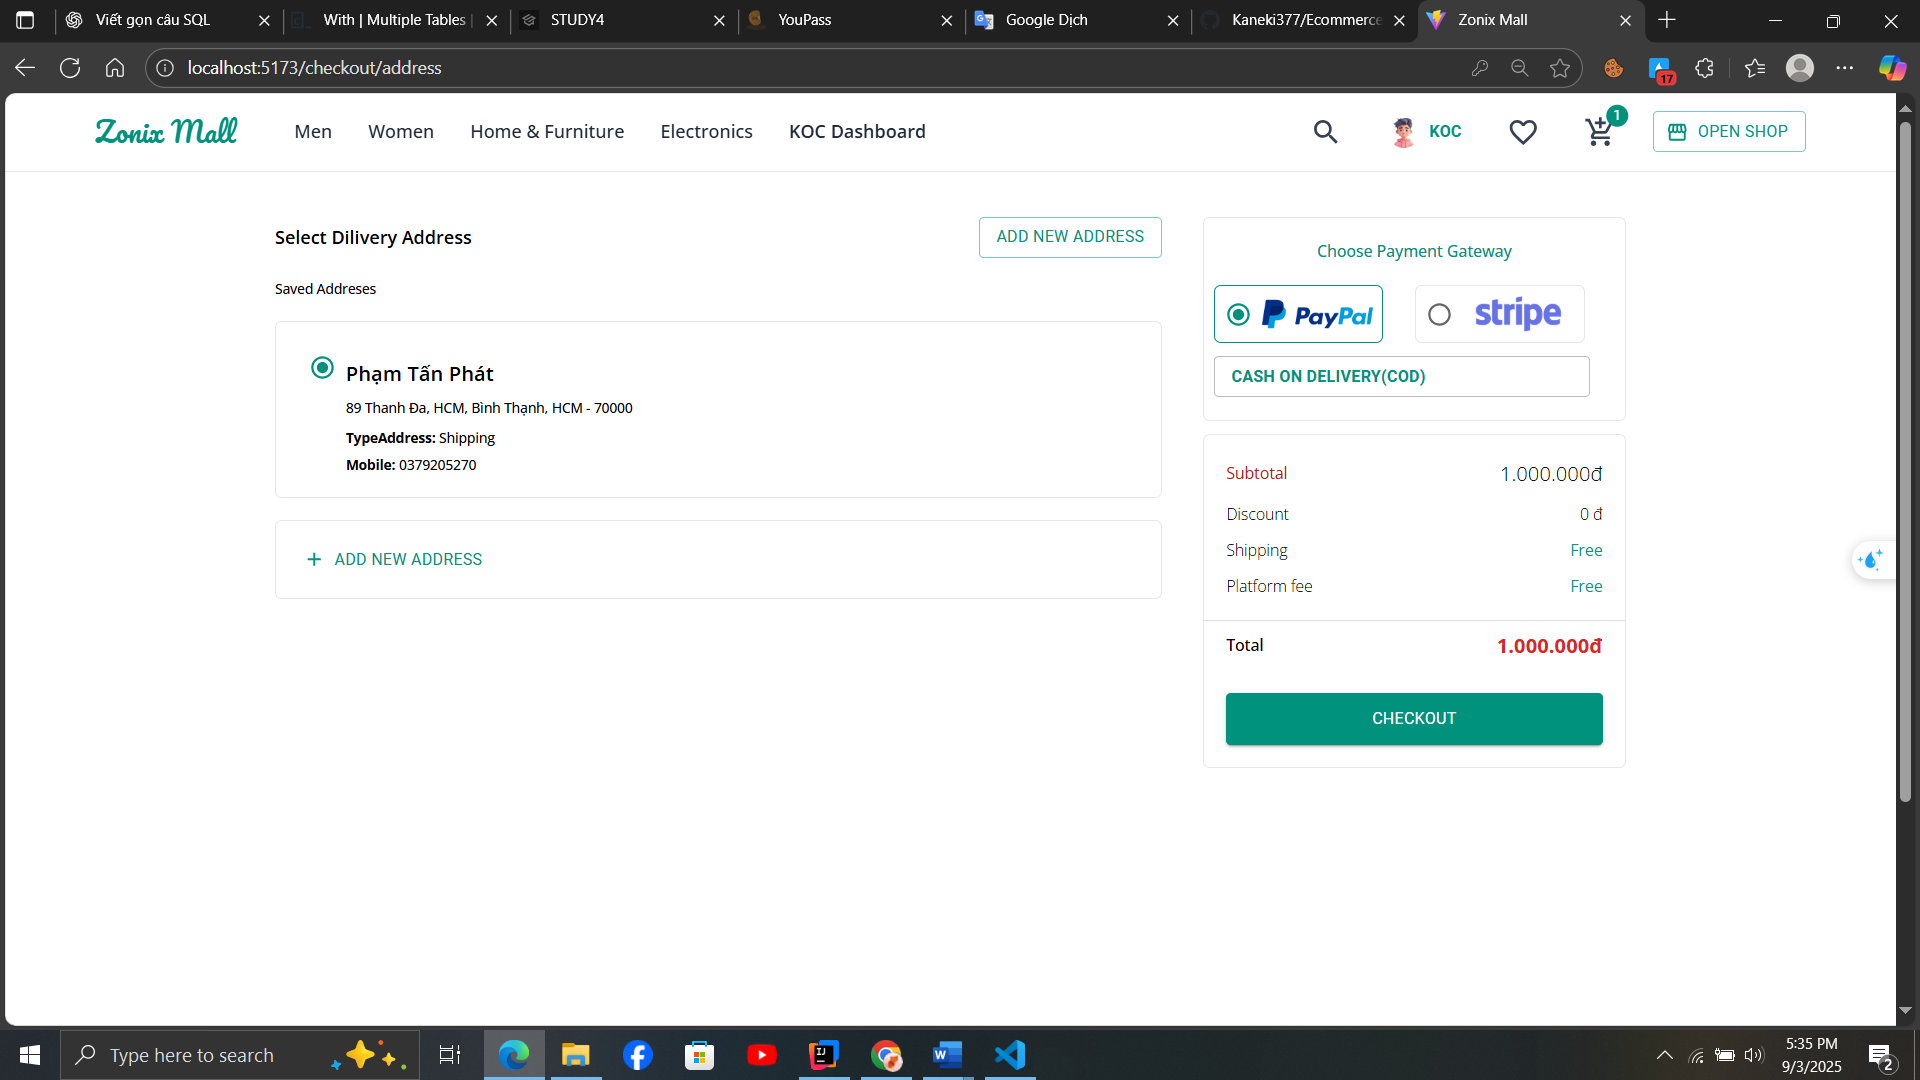 Viết gọn câu SQL
With | Multiple Tables |
STUDY4
YouPass
Google Dịch
Kaneki377/Ecommerce
Zonix Mall
localhost:5173/checkout/address
17
Zonix Mall
Men
Women
Home & Furniture
Electronics
KOC Dashboard
KOC
1
OPEN SHOP
Select Dilivery Address
ADD NEW ADDRESS
Saved Addreses
Phạm Tấn Phát
89 Thanh Đa, HCM, Bình Thạnh, HCM - 70000
TypeAddress: Shipping
Mobile: 0379205270
ADD NEW ADDRESS
Choose Payment Gateway
PayPal
stripe
CASH ON DELIVERY(COD)
Subtotal 1.000.000đ
Discount 0 đ
Shipping Free
Platform fee Free
Total 1.000.000đ
CHECKOUT
Type here to search
5:35 PM
9/3/2025
2